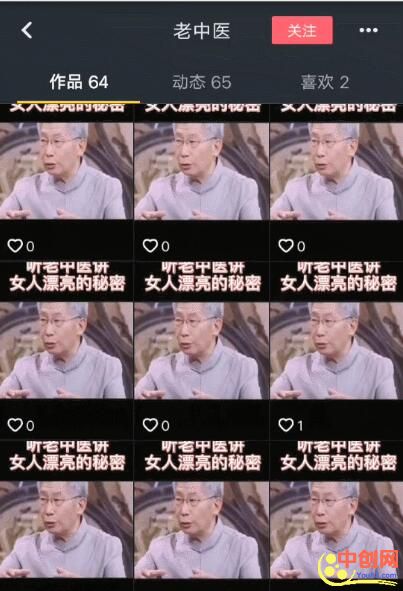 老中医
关注
作品 64
动态 65
喜欢 2
女人漂亮的秘密
女人漂亮的秘密
女人漂亮的秘密
0
0
0
听老中医讲
女人漂亮的秘密
听老中医讲
女人漂亮的秘密
听老中医讲
女人漂亮的秘密
0
0
1
听老中医讲
女人漂亮的秘密
听老中医讲
女人漂亮的秘密
听老中医讲
女人漂亮的秘密
中创网